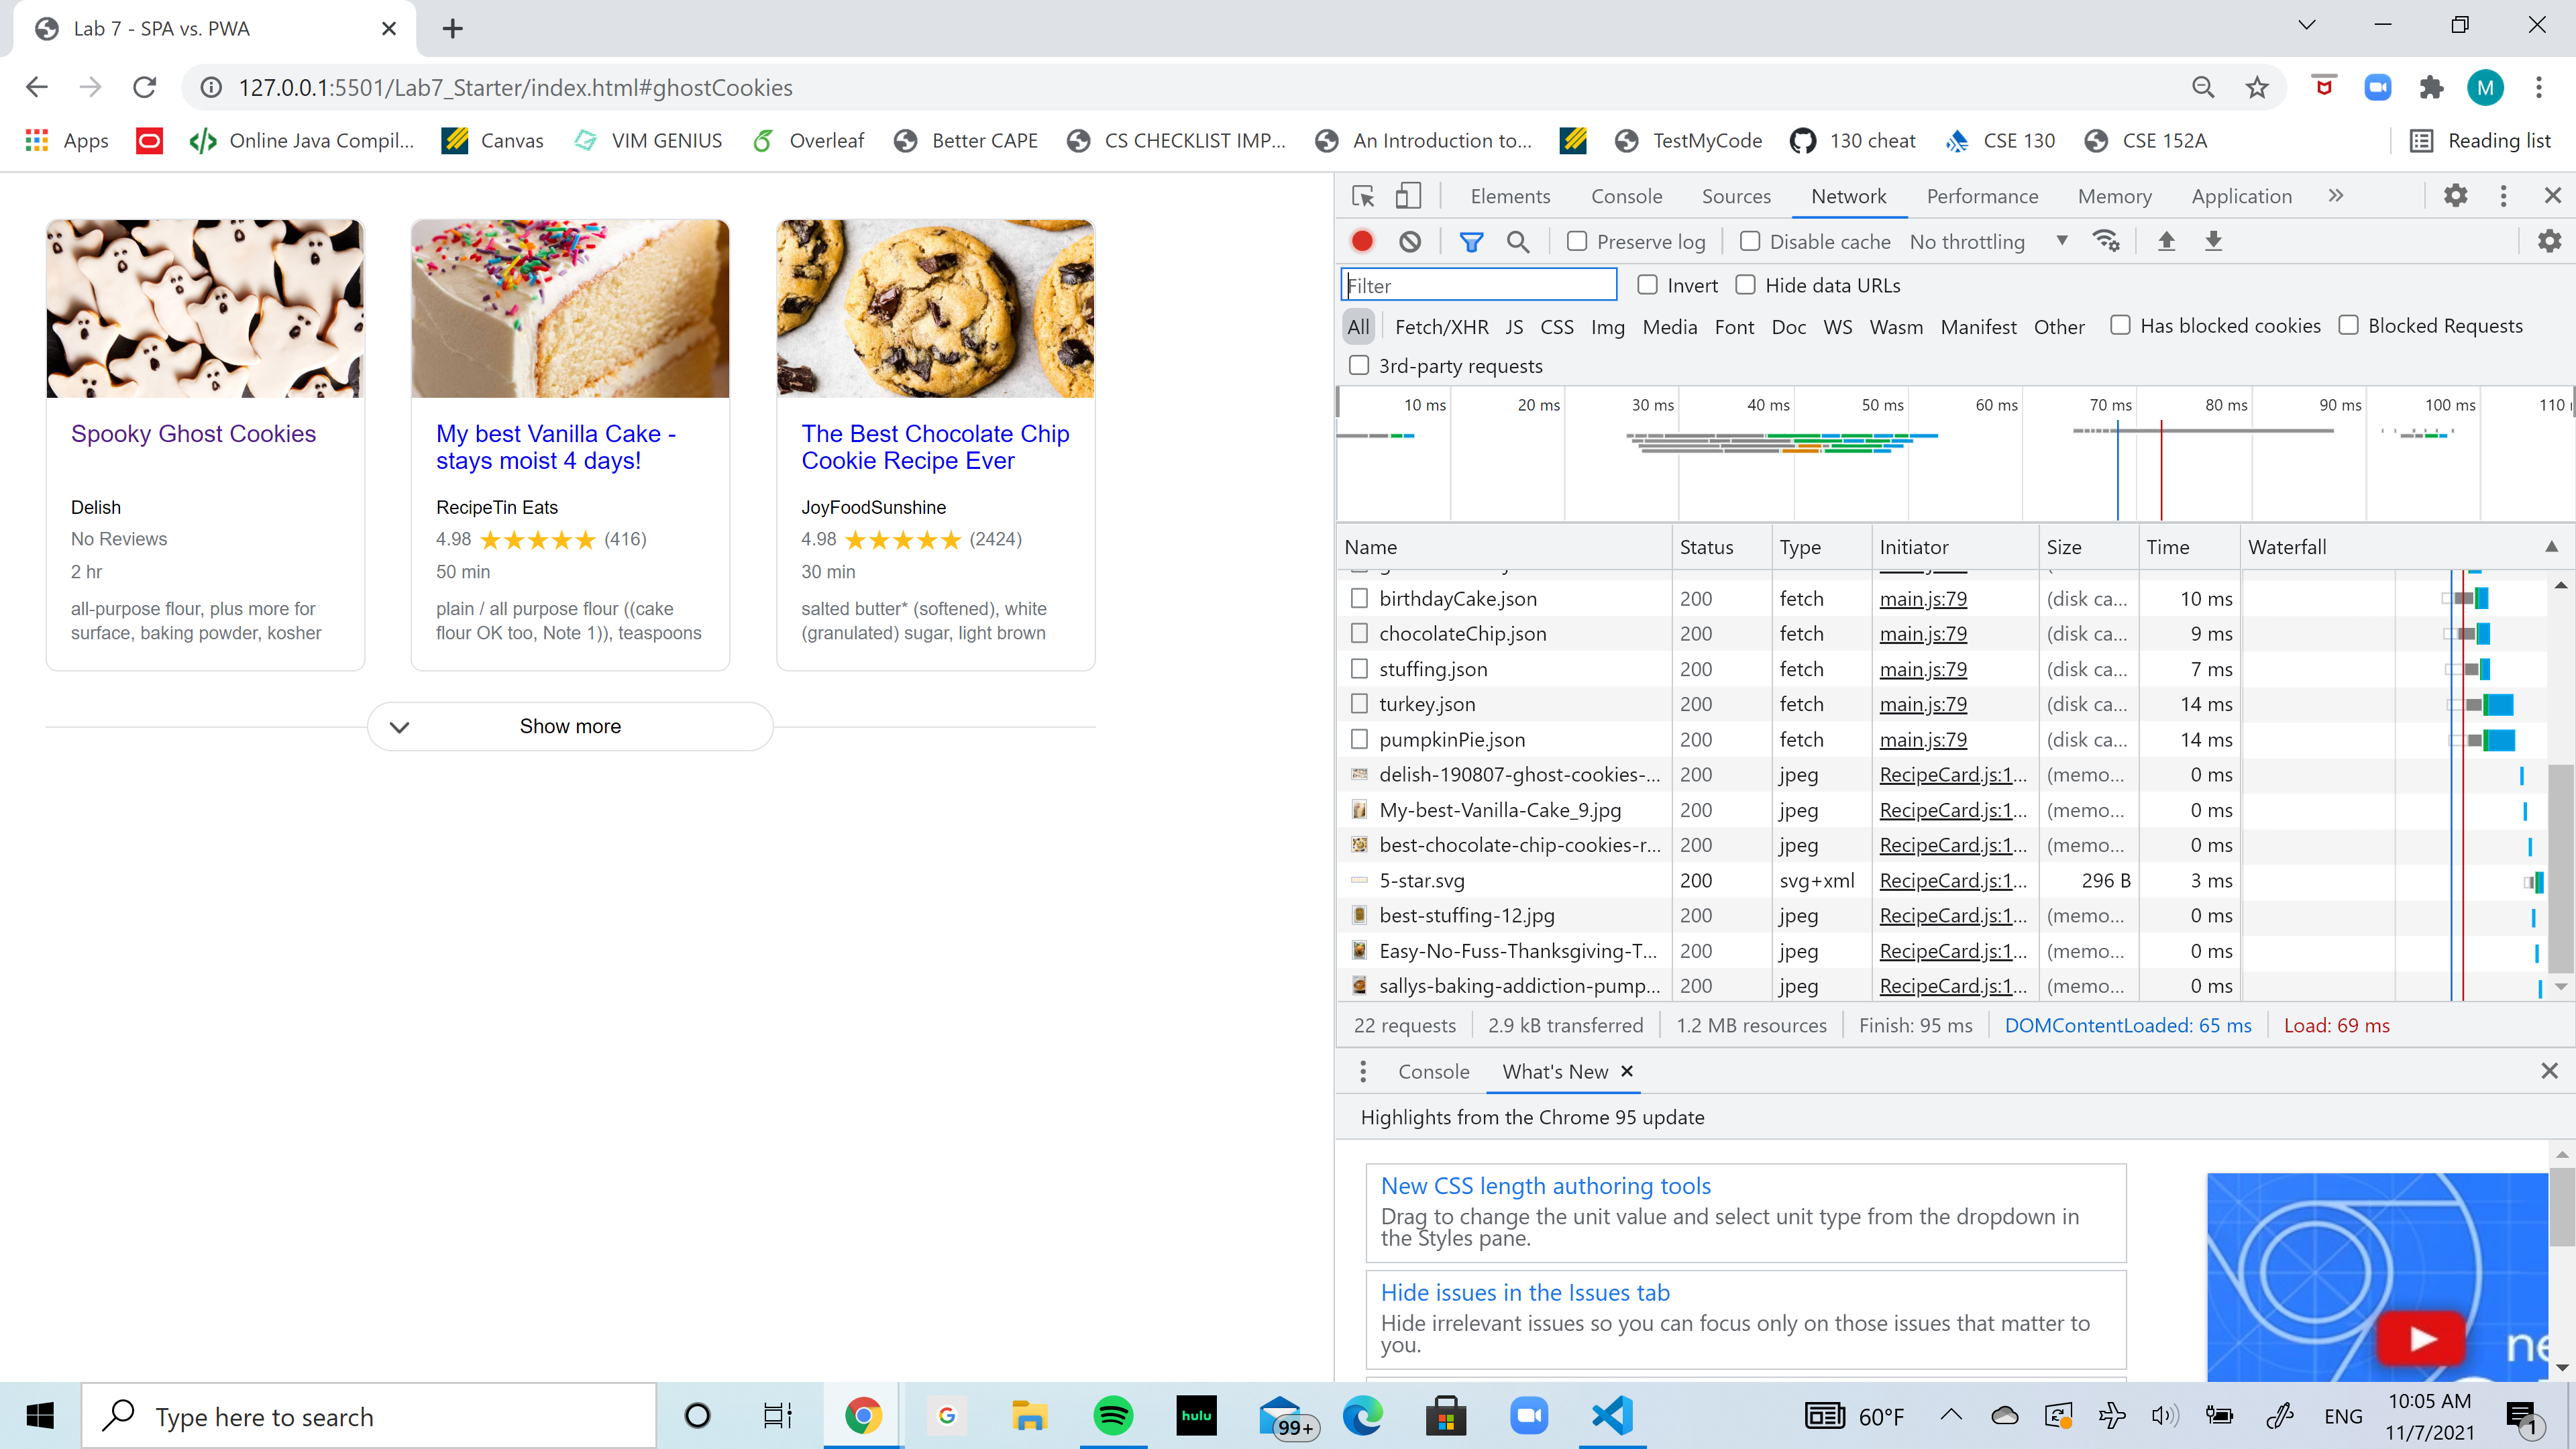 Lab 7 - SPA vs. PWA
127.0.0.1:5501/Lab7_Starter/index.html#ghostCookies
M
Apps
Online Java Compil...
Canvas
VIM GENIUS
Overleaf
Better CAPE
CS CHECKLIST IMP...
An Introduction to...
TestMyCode
130 cheat
CSE 130
CSE 152A
Reading list
Spooky Ghost Cookies
Delish
No Reviews
2 hr
all-purpose flour, plus more for
surface, baking powder, kosher
My best Vanilla Cake -
stays moist 4 days!
RecipeTin Eats
4.98 (416)
50 min
plain / all purpose flour ((cake
flour OK too, Note 1)), teaspoons
The Best Chocolate Chip
Cookie Recipe Ever
JoyFoodSunshine
4.98 (2424)
30 min
salted butter* (softened), white
(granulated) sugar, light brown
Show more
Elements Console Sources Network Performance Memory Application
Preserve log Disable cache No throttling
Filter Invert Hide data URLs
All Fetch/XHR JS CSS Img Media Font Doc WS Wasm Manifest Other Has blocked cookies Blocked Requests
3rd-party requests
10 ms 20 ms 30 ms 40 ms 50 ms 60 ms 70 ms 80 ms 90 ms 100 ms 110
Name Status Type Initiator Size Time Waterfall
birthdayCake.json 200 fetch main.js:79 (disk ca... 10 ms
chocolateChip.json 200 fetch main.js:79 (disk ca... 9 ms
stuffing.json 200 fetch main.js:79 (disk ca... 7 ms
turkey.json 200 fetch main.js:79 (disk ca... 14 ms
pumpkinPie.json 200 fetch main.js:79 (disk ca... 14 ms
delish-190807-ghost-cookies-... 200 jpeg RecipeCard.js:1... (memo... 0 ms
My-best-Vanilla-Cake_9.jpg 200 jpeg RecipeCard.js:1... (memo... 0 ms
best-chocolate-chip-cookies-r... 200 jpeg RecipeCard.js:1... (memo... 0 ms
5-star.svg 200 svg+xml RecipeCard.js:1... 296 B 3 ms
best-stuffing-12.jpg 200 jpeg RecipeCard.js:1... (memo... 0 ms
Easy-No-Fuss-Thanksgiving-T... 200 jpeg RecipeCard.js:1... (memo... 0 ms
sallys-baking-addiction-pump... 200 jpeg RecipeCard.js:1... (memo... 0 ms
22 requests 2.9 kB transferred 1.2 MB resources Finish: 95 ms DOMContentLoaded: 65 ms Load: 69 ms
Console What's New
Highlights from the Chrome 95 update
New CSS length authoring tools
Drag to change the unit value and select unit type from the dropdown in
the Styles pane.
Hide issues in the Issues tab
Hide irrelevant issues so you can focus only on those issues that matter to
you.
ne
Type here to search
G
hulu
99+
60°F
ENG
10:05 AM
11/7/2021
1